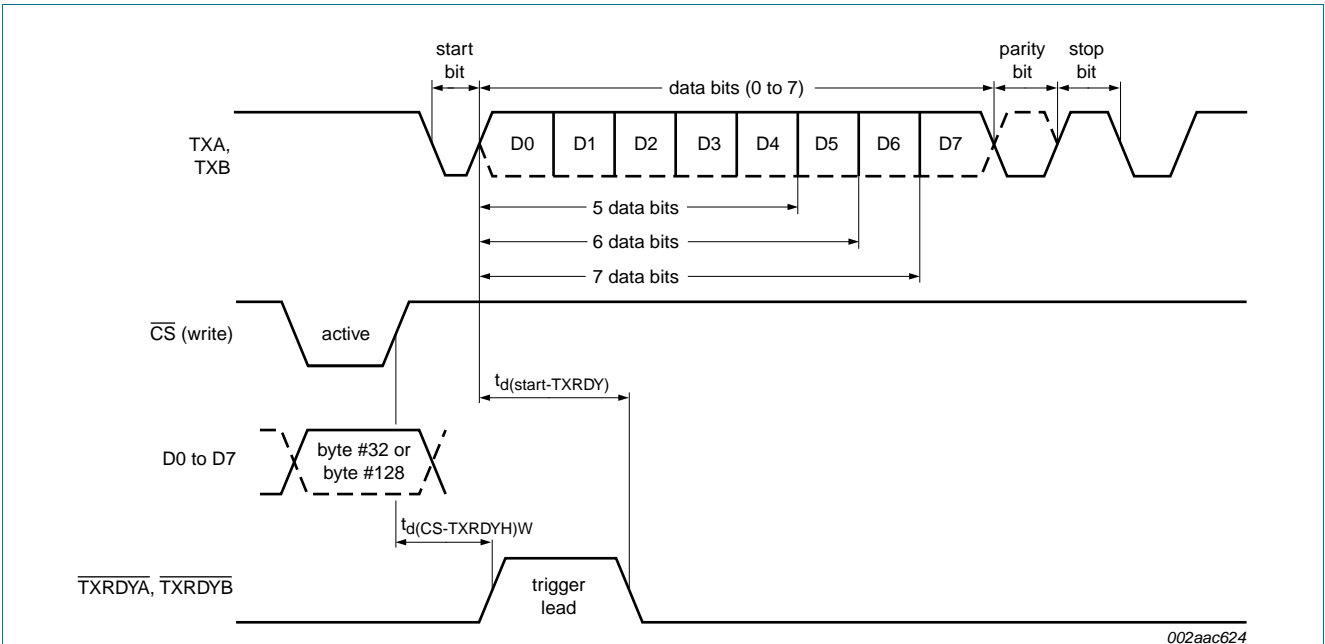 start
bit
data bits (0 to 7)
parity
bit
stop
bit
TXA,
TXB
D0 D1 D2 D3 D4 D5 D6 D7
5 data bits
6 data bits
7 data bits
CS (write)
active
td(start-TXRDY)
D0 to D7
byte #32 or
byte #128
td(CS-TXRDYH)W
TXRDYA, TXRDYB
trigger
lead
002aac624